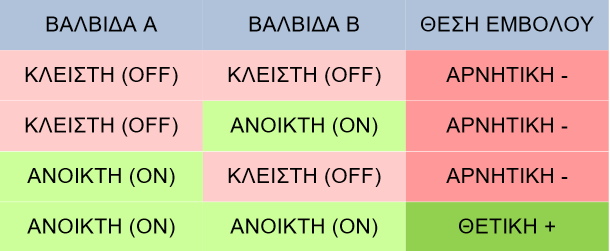 ΒΑΛΒΙΔΑ Α ΒΑΛΒΙΔΑ Β ΘΕΣΗ ΕΜΒΟΛΟΥ
ΚΛΕΙΣΤΗ (OFF) ΚΛΕΙΣΤΗ (OFF) ΑΡΝΗΤΙΚΗ -
ΚΛΕΙΣΤΗ (OFF) ΑΝΟΙΚΤΗ (ON) ΑΡΝΗΤΙΚΗ -
ΑΝΟΙΚΤΗ (ON) ΚΛΕΙΣΤΗ (OFF) ΑΡΝΗΤΙΚΗ -
ΑΝΟΙΚΤΗ (ON) ΑΝΟΙΚΤΗ (ON) ΘΕΤΙΚΗ +